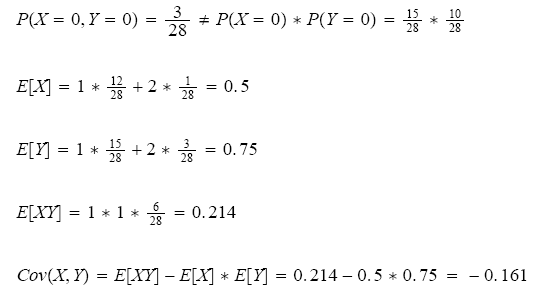 P(X = 0, Y = 0) = 3/28 ≠ P(X = 0) * P(Y = 0) = 15/28 * 10/28
E[X] = 1 * 12/28 + 2 * 1/28 = 0.5
E[Y] = 1 * 15/28 + 2 * 3/28 = 0.75
E[XY] = 1 * 1 * 6/28 = 0.214
Cov(X, Y) = E[XY] − E[X] * E[Y] = 0.214 − 0.5 * 0.75 = − 0.161